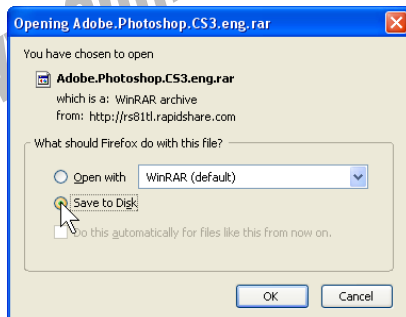 Opening Adobe.Photoshop.CS3.eng.rar
You have chosen to open
Adobe.Photoshop.CS3.eng.rar
which is a: WinRAR archive
from: http://rs81tl.rapidshare.com
What should Firefox do with this file?
Open with WinRAR (default)
Save to Disk
Do this automatically for files like this from now on.
OK Cancel